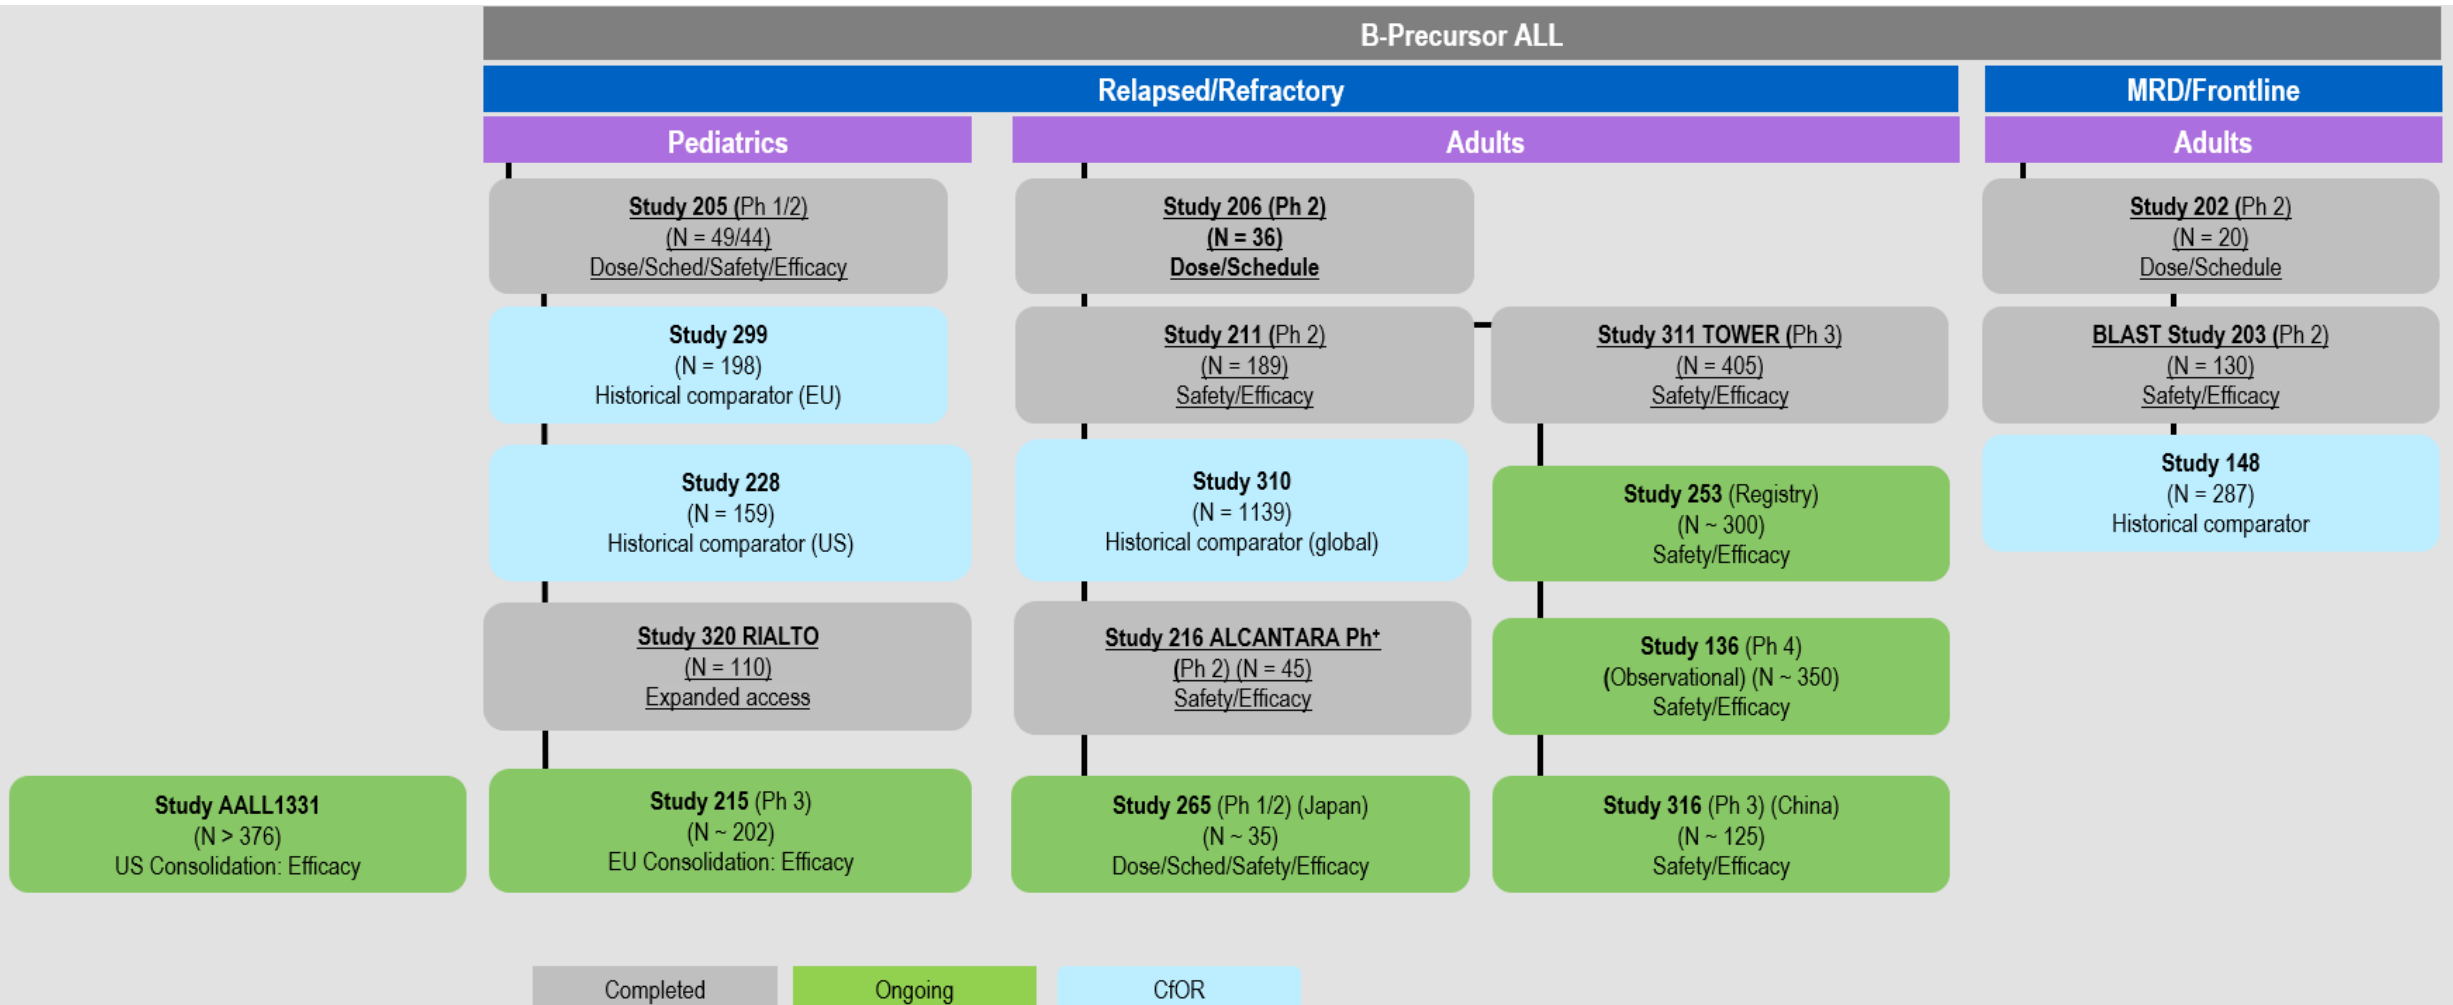 B-Precursor ALL
Relapsed/Refractory
MRD/Frontline
Pediatrics
Adults
Adults
Study 205 (Ph 1/2)
(N = 49/44)
Dose/Sched/Safety/Efficacy
Study 299
(N = 198)
Historical comparator (EU)
Study 228
(N = 159)
Historical comparator (US)
Study 320 RIALTO
(N = 110)
Expanded access
Study AALL1331
(N > 376)
US Consolidation: Efficacy
Study 215 (Ph 3)
(N ~ 202)
EU Consolidation: Efficacy
Study 206 (Ph 2)
(N = 36)
Dose/Schedule
Study 211 (Ph 2)
(N = 189)
Safety/Efficacy
Study 310
(N = 1139)
Historical comparator (global)
Study 216 ALCANTARA Ph⁺
(Ph 2) (N = 45)
Safety/Efficacy
Study 265 (Ph 1/2) (Japan)
(N ~ 35)
Dose/Sched/Safety/Efficacy
Study 311 TOWER (Ph 3)
(N = 405)
Safety/Efficacy
Study 253 (Registry)
(N ~ 300)
Safety/Efficacy
Study 136 (Ph 4)
(Observational) (N ~ 350)
Safety/Efficacy
Study 316 (Ph 3) (China)
(N ~ 125)
Safety/Efficacy
Study 202 (Ph 2)
(N = 20)
Dose/Schedule
BLAST Study 203 (Ph 2)
(N = 130)
Safety/Efficacy
Study 148
(N = 287)
Historical comparator
Completed
Ongoing
CfOR